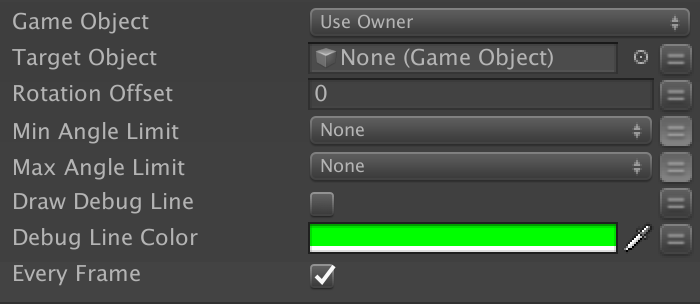 Game Object Use Owner
Target Object None (Game Object)
Rotation Offset 0
Min Angle Limit None
Max Angle Limit None
Draw Debug Line
Debug Line Color
Every Frame